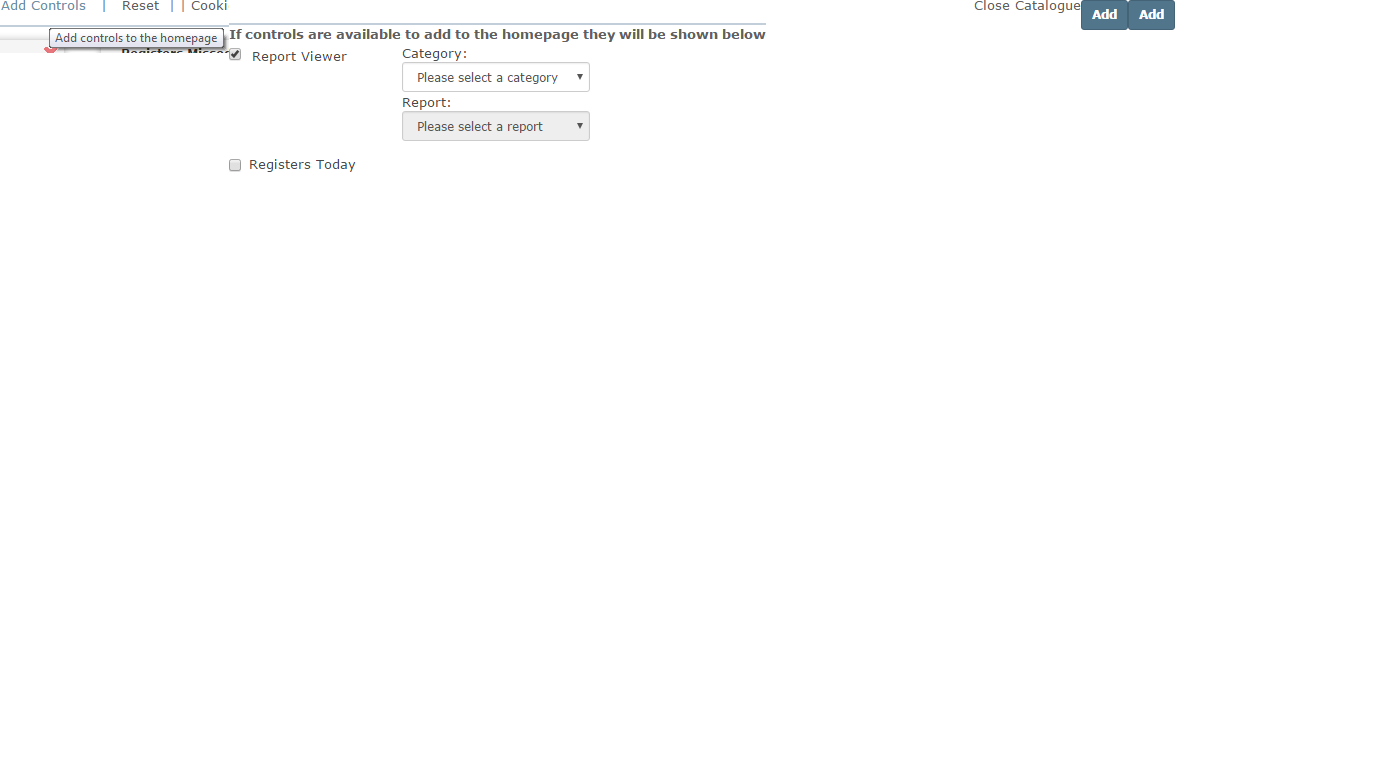 Add Controls | Reset | | Cooki
Close Catalogue Add Add
Add controls to the homepage
If controls are available to add to the homepage they will be shown below
Registers
Report Viewer
Category:
Please select a category
Report:
Please select a report
Registers Today